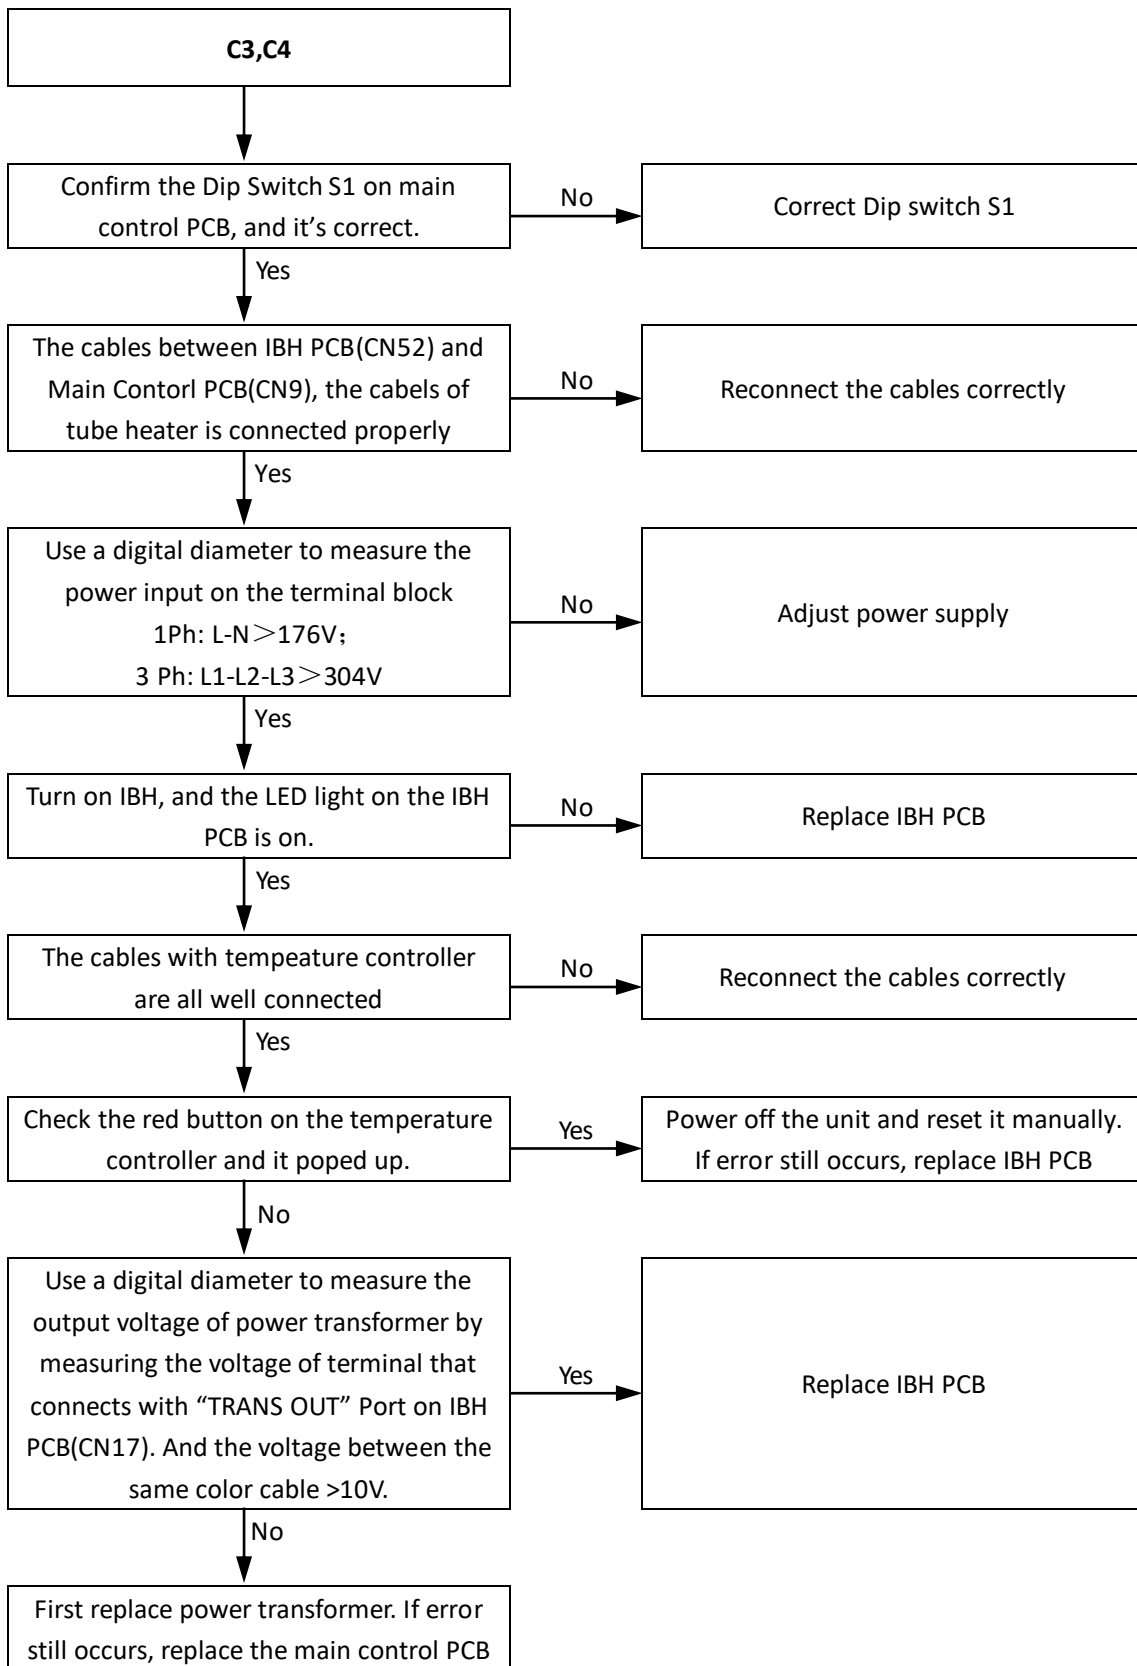 C3,C4
Confirm the Dip Switch S1 on main
control PCB, and it's correct.
No
Correct Dip switch S1
Yes
The cables between IBH PCB(CN52) and
Main Contorl PCB(CN9), the cabels of
tube heater is connected properly
No
Reconnect the cables correctly
Yes
Use a digital diameter to measure the
power input on the terminal block
1Ph: L-N＞176V；
3 Ph: L1-L2-L3＞304V
No
Adjust power supply
Yes
Turn on IBH, and the LED light on the IBH
PCB is on.
No
Replace IBH PCB
Yes
The cables with tempeature controller
are all well connected
No
Reconnect the cables correctly
Yes
Check the red button on the temperature
controller and it poped up.
Yes
Power off the unit and reset it manually.
If error still occurs, replace IBH PCB
No
Use a digital diameter to measure the
output voltage of power transformer by
measuring the voltage of terminal that
connects with “TRANS OUT” Port on IBH
PCB(CN17). And the voltage between the
same color cable >10V.
Yes
Replace IBH PCB
No
First replace power transformer. If error
still occurs, replace the main control PCB